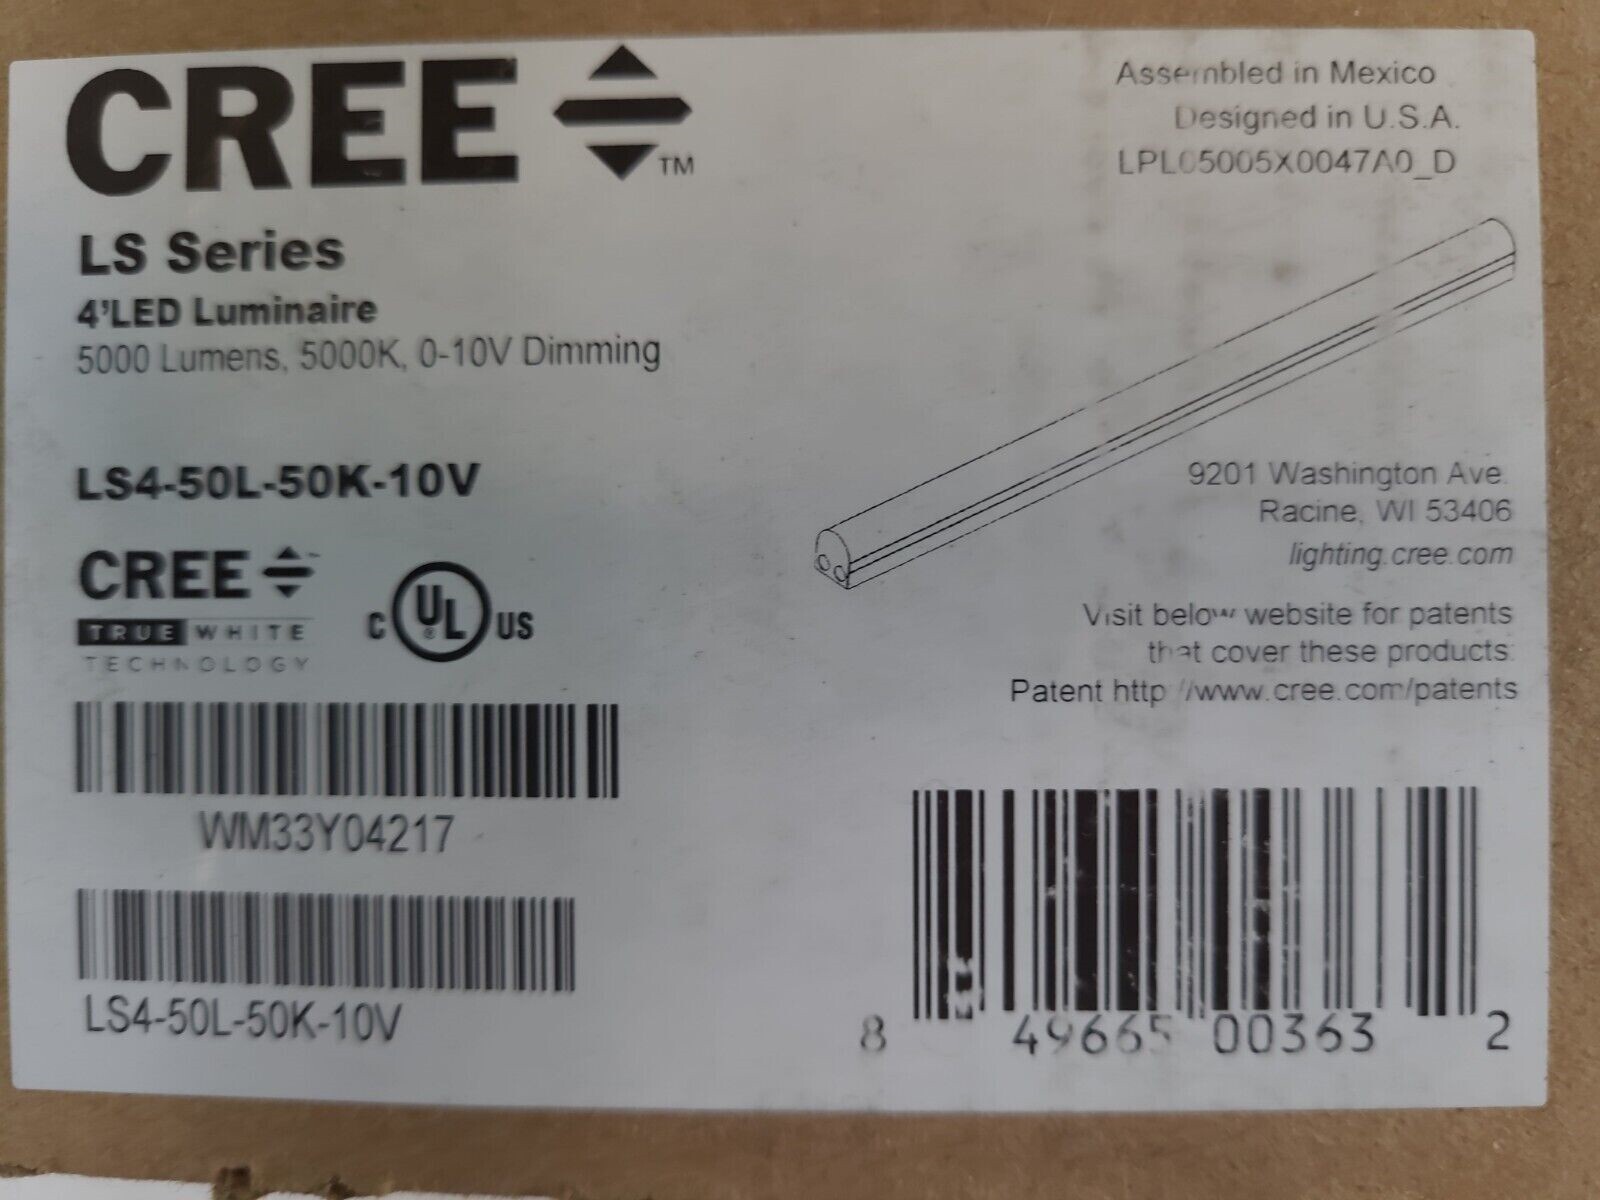 CREE TM
LS Series
4'LED Luminaire
5000 Lumens, 5000K, 0-10V Dimming
LS4-50L-50K-10V
CREE
TRUE WHITE
TECHNOLOGY
C UL ® US
WM33Y04217
LS4-50L-50K-10V
Assembled in Mexico
Designed in U.S.A.
LPL05005X0047A0_D
9201 Washington Ave.
Racine, WI 53406
lighting.cree.com
Visit below website for patents
that cover these products:
Patent http://www.cree.com/patents
8 49665 00363 2